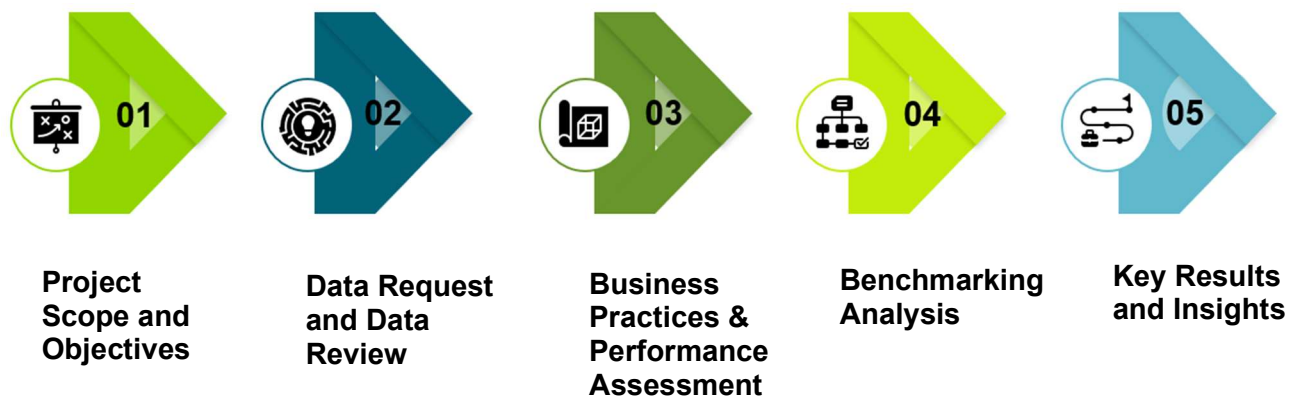 01
Project
Scope and
Objectives
02
Data Request
and Data
Review
03
Business
Practices &
Performance
Assessment
04
Benchmarking
Analysis
05
Key Results
and Insights